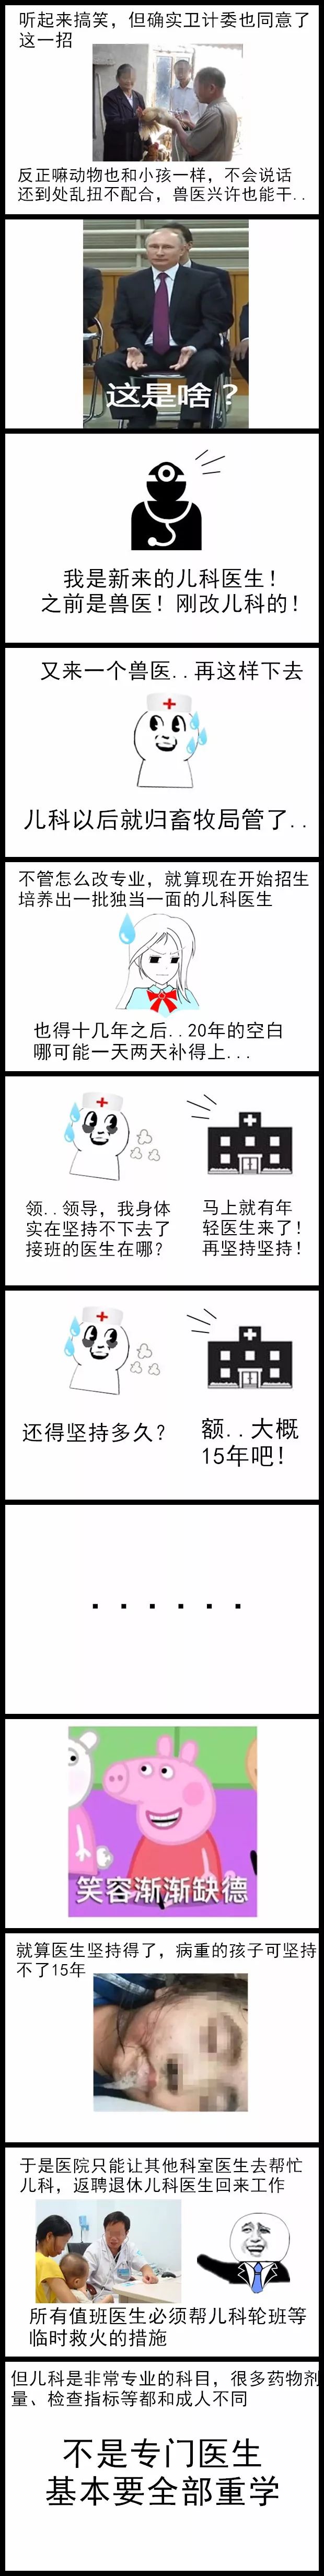 听起来搞笑，但确实卫计委也同意了
这一招
反正嘛动物也和小孩一样，不会说话
还到处乱扭不配合，兽医兴许也能干..
这是啥？
我是新来的儿科医生！
之前是兽医！刚改儿科的！
又来一个兽医..再这样下去
儿科以后就归畜牧局管了..
不管怎么改专业，就算现在开始招生
培养出一批独当一面的儿科医生
也得十几年之后..20年的空白
哪可能一天两天补得上...
领..领导，我身体
实在坚持不下去了
接班的医生在哪？
马上就有年
轻医生来了！
再坚持坚持！
还得坚持多久？
额..大概
15年吧！
......
笑容渐渐缺德
就算医生坚持得了，病重的孩子可坚持
不了15年
于是医院只能让其他科室医生去帮忙
儿科，返聘退休儿科医生回来工作
所有值班医生必须帮儿科轮班等
临时救火的措施
但儿科是非常专业的科目，很多药物剂
量、检查指标等都和成人不同
不是专门医生
基本要全部重学